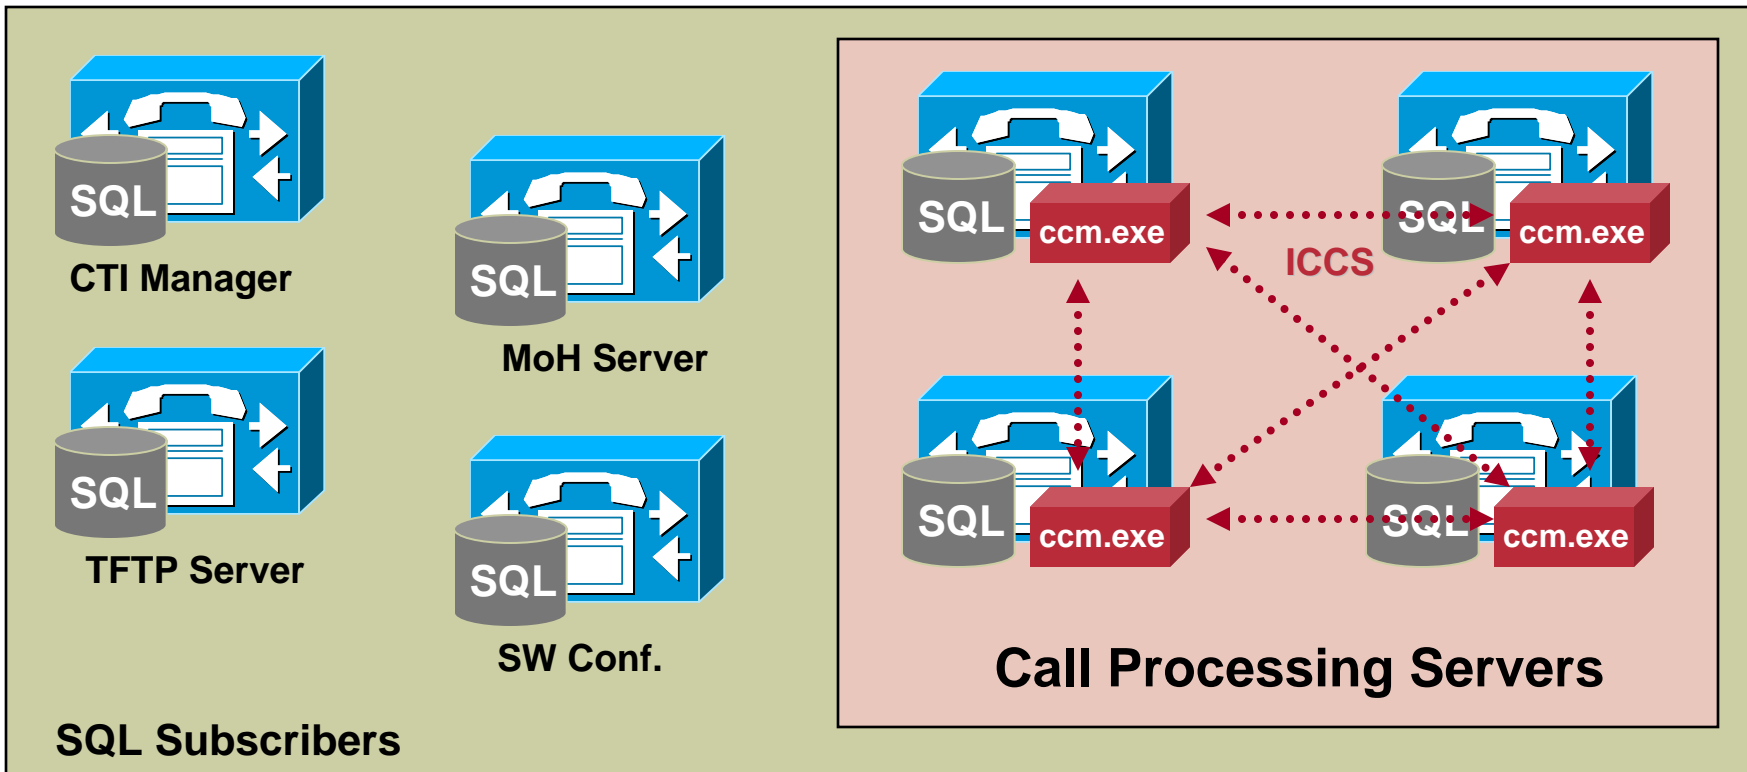 SQL
CTI Manager
SQL
MoH Server
SQL
TFTP Server
SQL
SW Conf.
SQL Subscribers
SQL
ccm.exe
SQL
ccm.exe
ICCS
SQL
ccm.exe
SQL
ccm.exe
Call Processing Servers